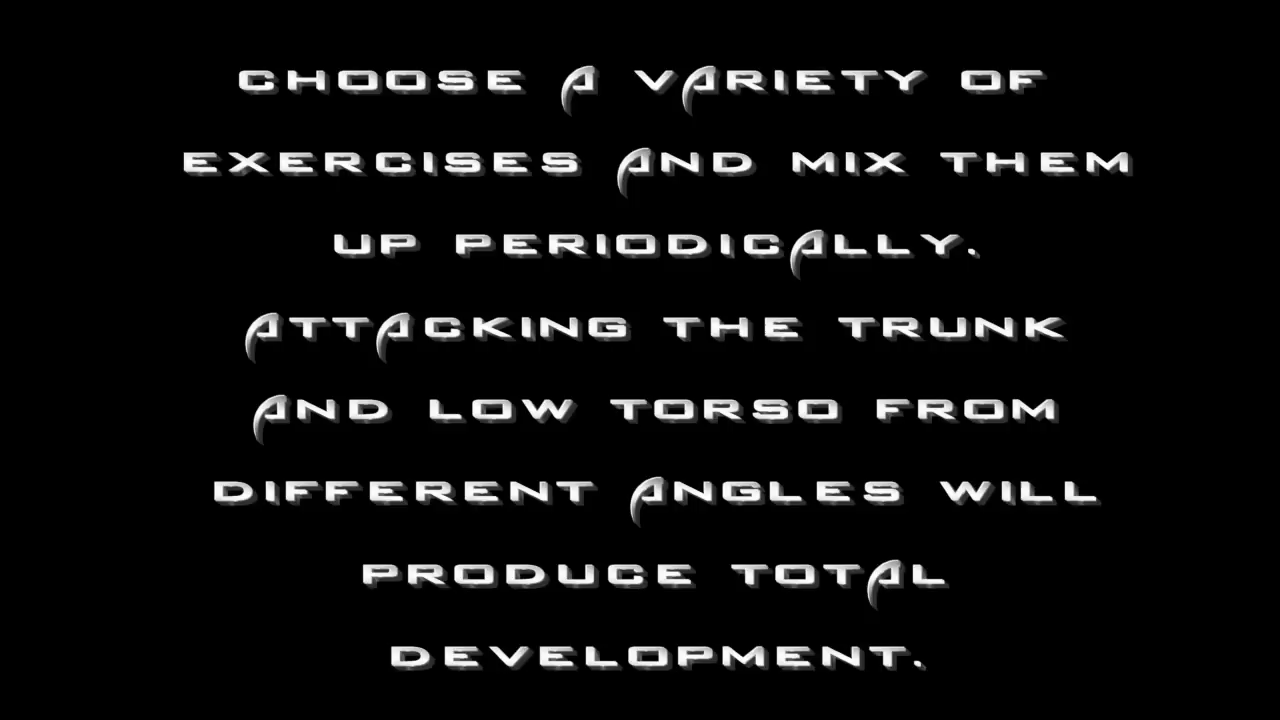 CHOOSE A VARIETY OF
EXERCISES AND MIX THEM
UP PERIODICALLY.
ATTACKING THE TRUNK
AND LOW TORSO FROM
DIFFERENT ANGLES WILL
PRODUCE TOTAL
DEVELOPMENT.